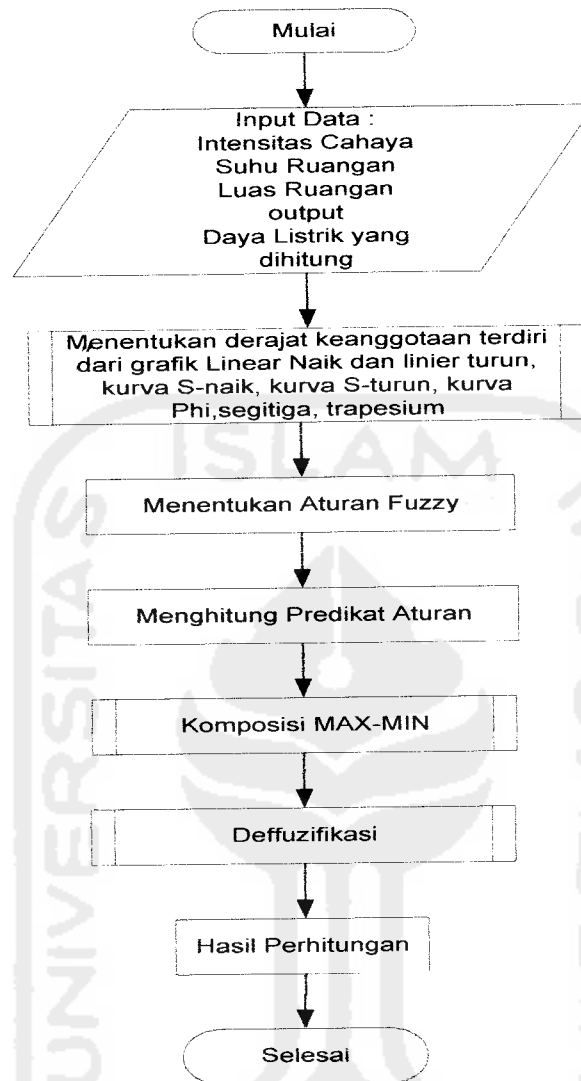 Mulai
Input Data :
Intensitas Cahaya
Suhu Ruangan
Luas Ruangan
output
Daya Listrik yang
dihitung
Menentukan derajat keanggotaan terdiri
dari grafik Linear Naik dan linier turun,
kurva S-naik, kurva S-turun, kurva
Phi,segitiga, trapesium
ISLAM
UNIVERSITAS
Menentukan Aturan Fuzzy
Menghitung Predikat Aturan
Komposisi MAX-MIN
Deffuzifikasi
Hasil Perhitungan
Selesai